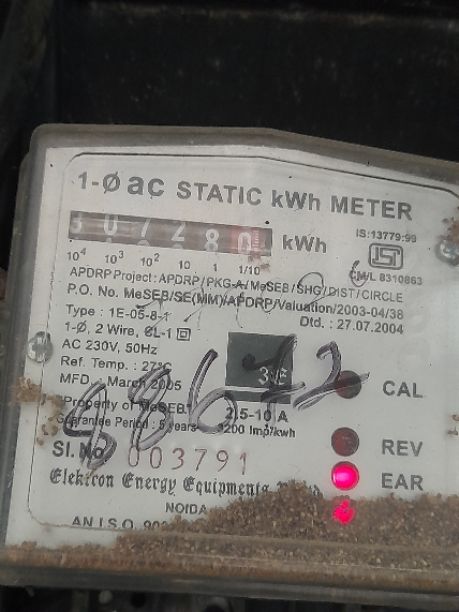 1-Ø ac STATIC kWh METER
IS:13779:99
307280 kWh
10⁴ 10³ 10² 10 1 1/10
CM/L 8310863
APDRP Project: APDRP/PKG-A/MeSEB/SHG/DIST/CIRCLE
P.O. No. MeSEB/SE(MM)/APDRP/Valuation/2003-04/38
Dtd. : 27.07.2004
Type : 1E-05-8-1
1-Ø, 2 Wire, CL-1
AC 230V, 50Hz
Ref. Temp. : 27°C
MFD. : March 2005
*Property of MeSEB*
Guarantee Period : years
2.5-10 A
3200 Imp/kwh
88622
CAL
REV
EAR
Sl. No. 003791
Elektron Energy Equipments
NOIDA
AN I.S.O.